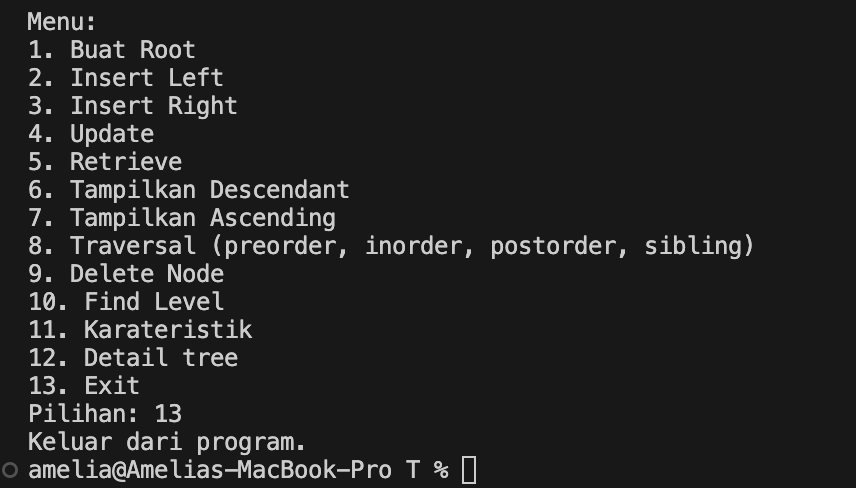 Menu:
1. Buat Root
2. Insert Left
3. Insert Right
4. Update
5. Retrieve
6. Tampilkan Descendant
7. Tampilkan Ascending
8. Traversal (preorder, inorder, postorder, sibling)
9. Delete Node
10. Find Level
11. Karateristik
12. Detail tree
13. Exit
Pilihan: 13
Keluar dari program.
amelia@Amelias-MacBook-Pro T %